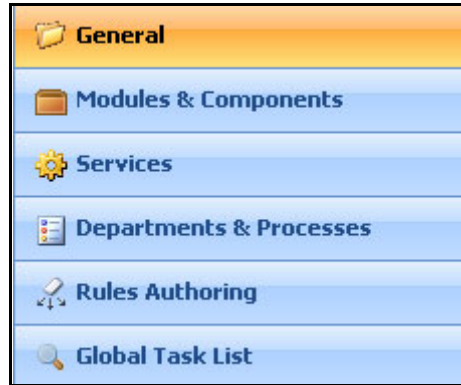 General
Modules & Components
Services
Departments & Processes
Rules Authoring
Global Task List